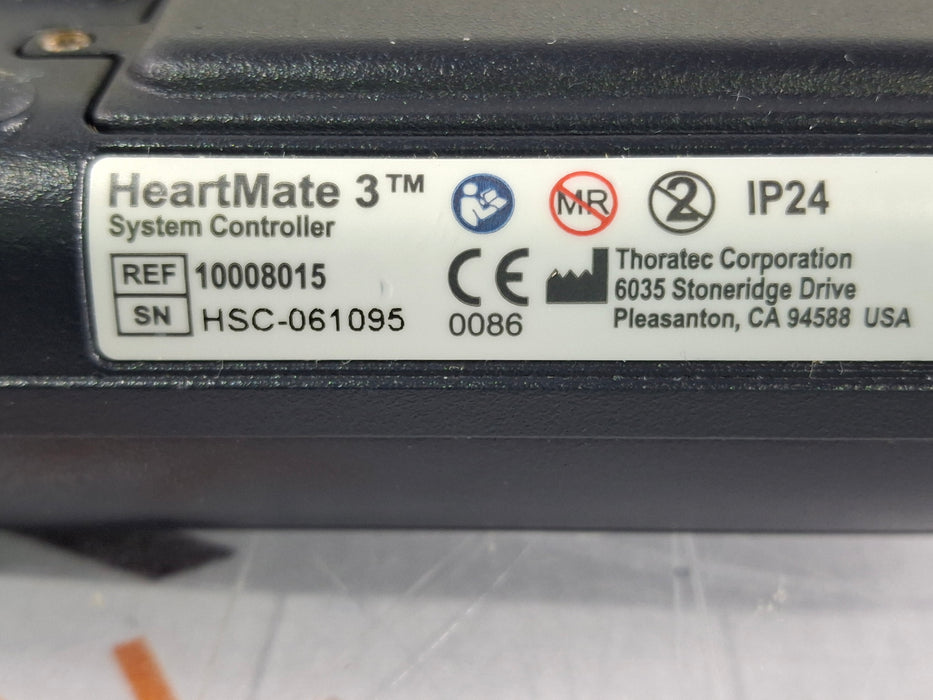 HeartMate 3™
System Controller
REF 10008015
SN HSC-061095
MR
2
IP24
CE
0086
Thoratec Corporation
6035 Stoneridge Drive
Pleasanton, CA 94588 USA